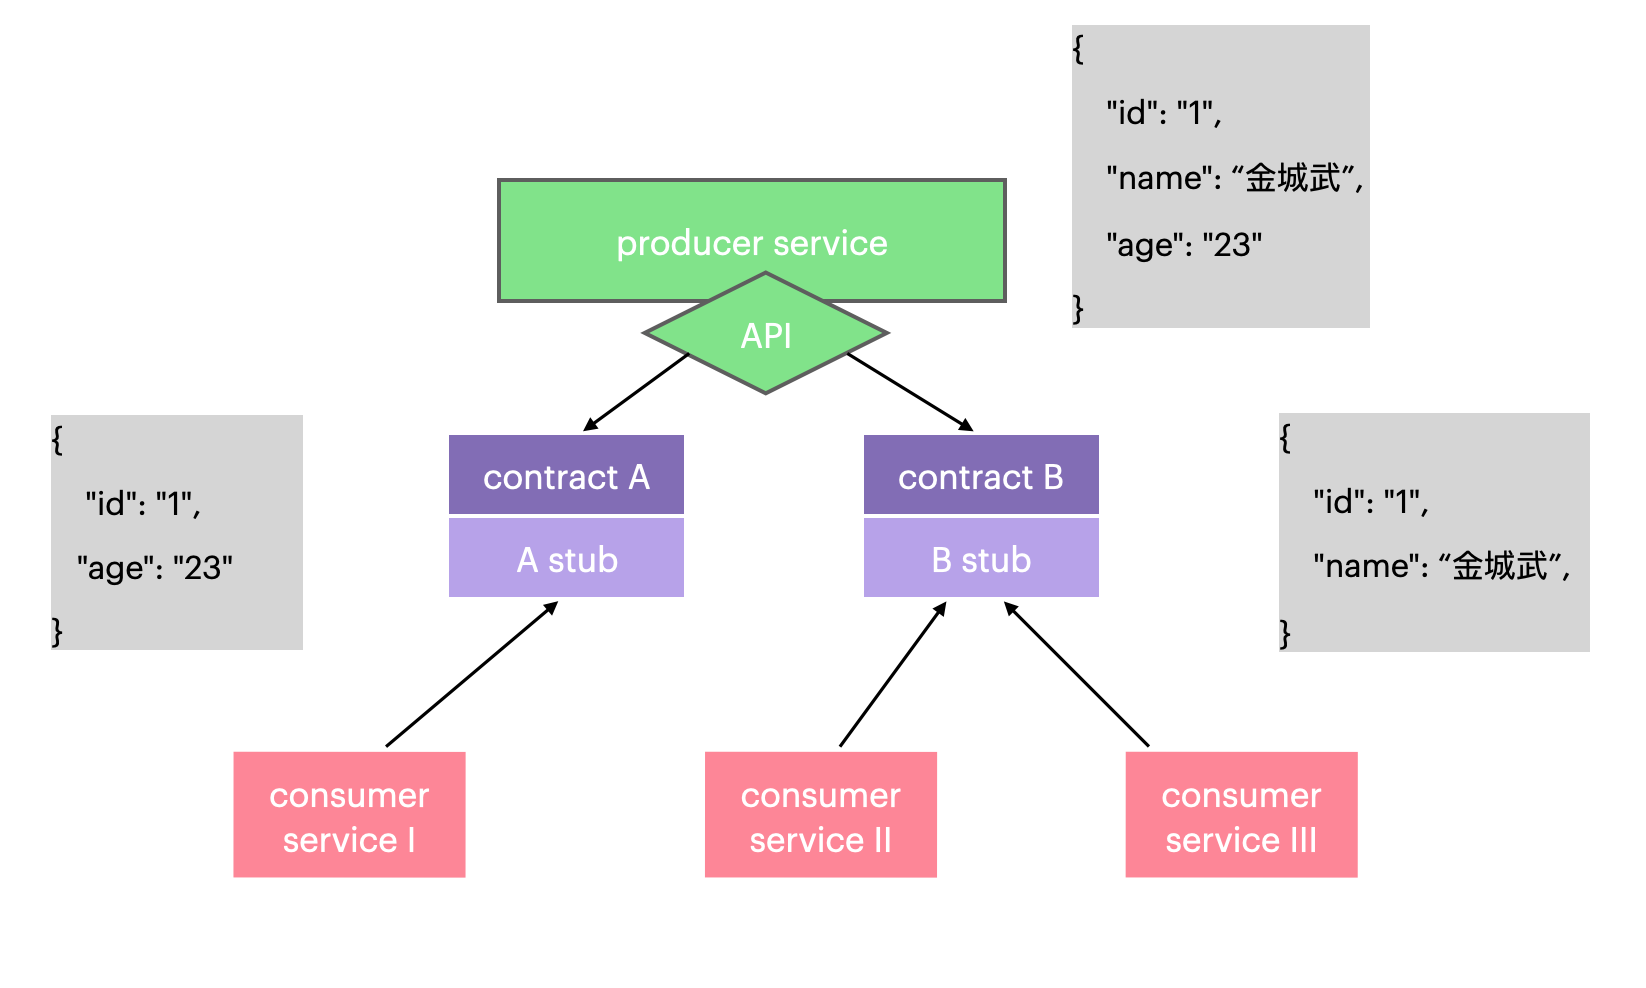 {
"id": "1",
"name": “金城武”,
"age": "23"
}
producer service
API
{
"id": "1",
"age": "23"
}
contract A
A stub
contract B
B stub
{
"id": "1",
"name": “金城武”,
}
consumer
service I
consumer
service II
consumer
service III